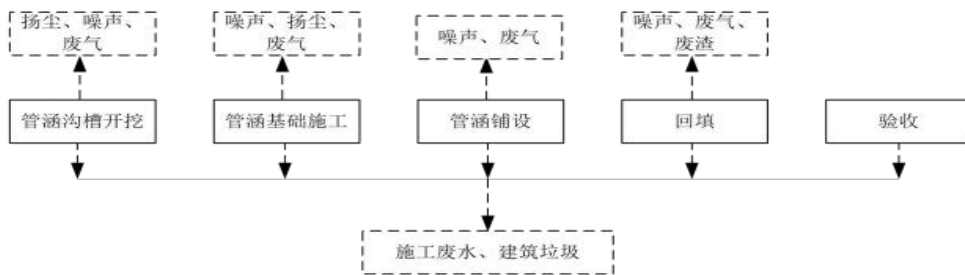 扬尘、噪声、
废气
噪声、扬尘、
废气
噪声、废气
噪声、废气、
废渣
管涵沟槽开挖
管涵基础施工
管涵铺设
回填
验收
施工废水、建筑垃圾